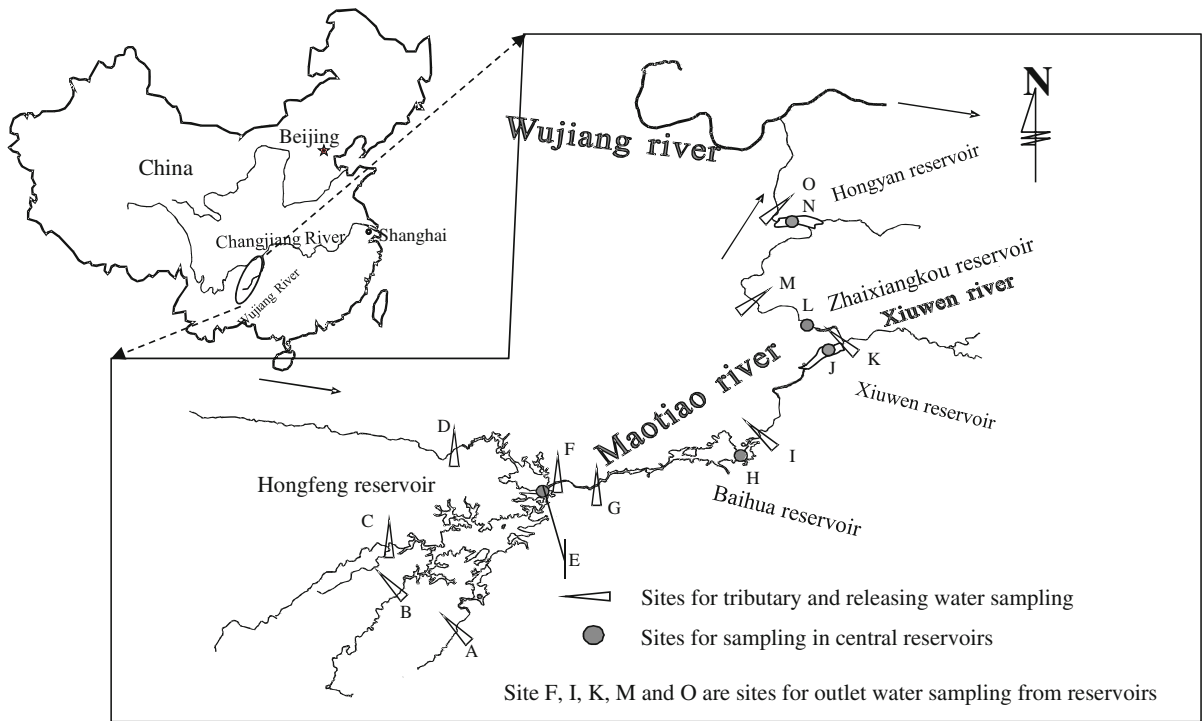 Beijing
China
Changjiang River
Shanghai
Wujiang River
Wujiang river
N
O
N
Hongyan reservoir
M
L
Zhaixiangkou reservoir
Xiuwen river
K
J
Xiuwen reservoir
Maotiao river
D
F
I
H
Hongfeng reservoir
G
Baihua reservoir
C
E
B
A
Sites for tributary and releasing water sampling
Sites for sampling in central reservoirs
Site F, I, K, M and O are sites for outlet water sampling from reservoirs